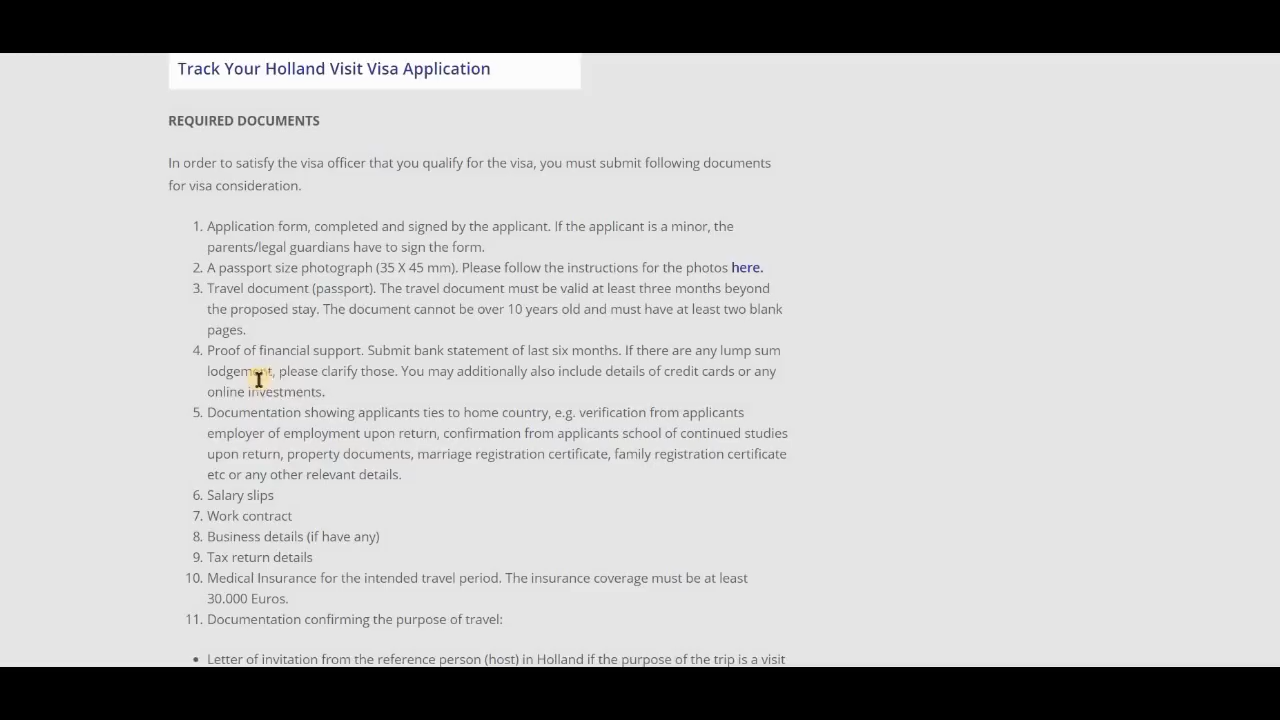 Track Your Holland Visit Visa Application
REQUIRED DOCUMENTS
In order to satisfy the visa officer that you qualify for the visa, you must submit following documents
for visa consideration.
1. Application form, completed and signed by the applicant. If the applicant is a minor, the
parents/legal guardians have to sign the form.
2. A passport size photograph (35 X 45 mm). Please follow the instructions for the photos here.
3. Travel document (passport). The travel document must be valid at least three months beyond
the proposed stay. The document cannot be over 10 years old and must have at least two blank
pages.
4. Proof of financial support. Submit bank statement of last six months. If there are any lump sum
lodgement, please clarify those. You may additionally also include details of credit cards or any
online investments.
5. Documentation showing applicants ties to home country, e.g. verification from applicants
employer of employment upon return, confirmation from applicants school of continued studies
upon return, property documents, marriage registration certificate, family registration certificate
etc or any other relevant details.
6. Salary slips
7. Work contract
8. Business details (if have any)
9. Tax return details
10. Medical Insurance for the intended travel period. The insurance coverage must be at least
30.000 Euros.
11. Documentation confirming the purpose of travel:
• Letter of invitation from the reference person (host) in Holland if the purpose of the trip is a visit